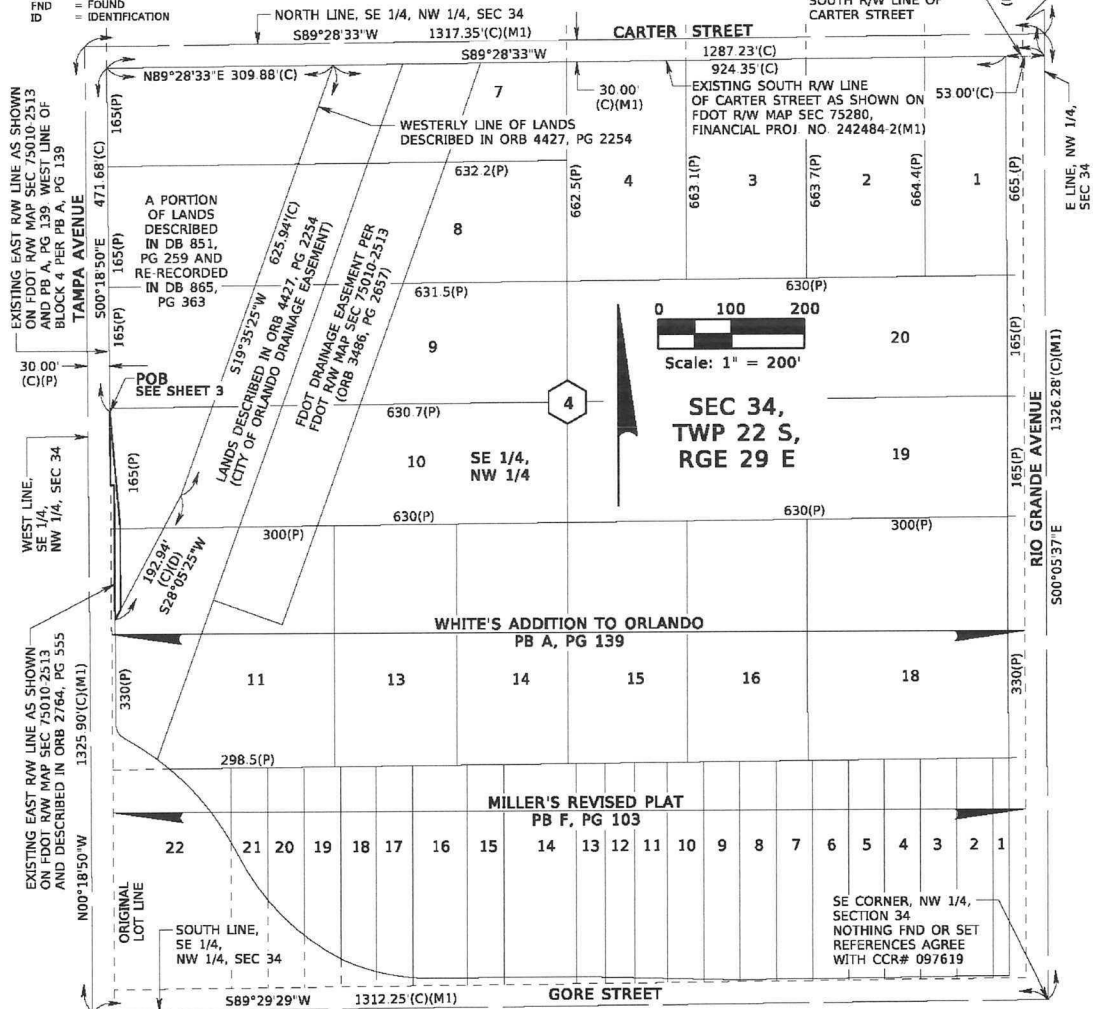 FND = FOUND
ID = IDENTIFICATION
NORTH LINE, SE 1/4, NW 1/4, SEC 34
S89°28'33"W 1317.35'(C)(M1)
CARTER STREET
SOUTH R/W LINE OF
CARTER STREET
S89°28'33"W
1287.23'(C)
924.35'(C)
N89°28'33"E 309.88'(C)
7
30.00'
(C)(M1)
EXISTING SOUTH R/W LINE
OF CARTER STREET AS SHOWN ON
FDOT R/W MAP SEC 75280,
FINANCIAL PROJ. NO. 242484-2(M1)
53.00'(C)
E LINE, NW 1/4,
SEC 34
WESTERLY LINE OF LANDS
DESCRIBED IN ORB 4427, PG 2254
EXISTING EAST R/W LINE AS SHOWN
ON FDOT R/W MAP SEC 75010-2513
AND PB A, PG 139. WEST LINE OF
BLOCK 4 PER PB A, PG 139
TAMPA AVENUE
S00°18'50"E 471.68'(C)
165(P)
165(P)
165(P)
632.2(P)
662.5(P)
4
663.1(P)
3
663.7(P)
2
664.4(P)
1
665.(P)
A PORTION
OF LANDS
DESCRIBED
IN DB 851,
PG 259 AND
RE-RECORDED
IN DB 865,
PG 363
8
S19°35'25"W 625.94'(C)
LANDS DESCRIBED IN ORB 4427, PG 2254
(CITY OF ORLANDO DRAINAGE EASEMENT)
FDOT DRAINAGE EASEMENT PER
FDOT R/W MAP SEC 75010-2513
(ORB 3486, PG 2657)
631.5(P)
630(P)
9
0 100 200
Scale: 1" = 200'
20
165(P)
30.00'
(C)(P)
POB
SEE SHEET 3
630.7(P)
4
SEC 34,
TWP 22 S,
RGE 29 E
1326.28'(C)(M1)
RIO GRANDE AVENUE
S00°05'37"E
WEST LINE,
SE 1/4,
NW 1/4, SEC 34
165(P)
10
SE 1/4,
NW 1/4
19
165(P)
630(P)
300(P)
630(P)
300(P)
192.94'
(C)(D)
S28°05'25"W
WHITE'S ADDITION TO ORLANDO
PB A, PG 139
EXISTING EAST R/W LINE AS SHOWN
ON FDOT R/W MAP SEC 75010-2513
AND DESCRIBED IN ORB 2764, PG 555
N00°18'50"W 1325.90'(C)(M1)
330(P)
11
13
14
15
16
18
330(P)
298.5(P)
MILLER'S REVISED PLAT
PB F, PG 103
22 21 20 19 18 17 16 15 14 13 12 11 10 9 8 7 6 5 4 3 2 1
ORIGINAL
LOT LINE
SOUTH LINE,
SE 1/4,
NW 1/4, SEC 34
SE CORNER, NW 1/4,
SECTION 34
NOTHING FND OR SET
REFERENCES AGREE
WITH CCR# 097619
S89°29'29"W 1312.25'(C)(M1)
GORE STREET